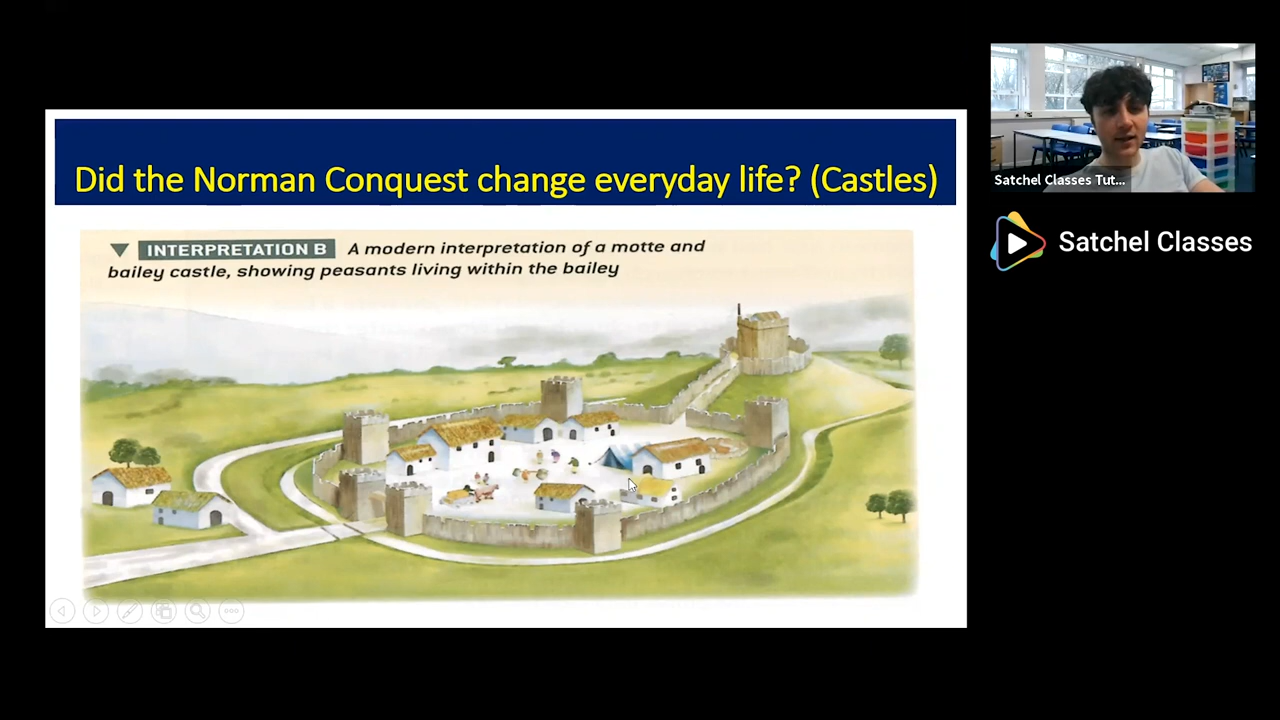 Did the Norman Conquest change everyday life? (Castles)
INTERPRETATION B A modern interpretation of a motte and
bailey castle, showing peasants living within the bailey
Satchel Classes Tut...
Satchel Classes